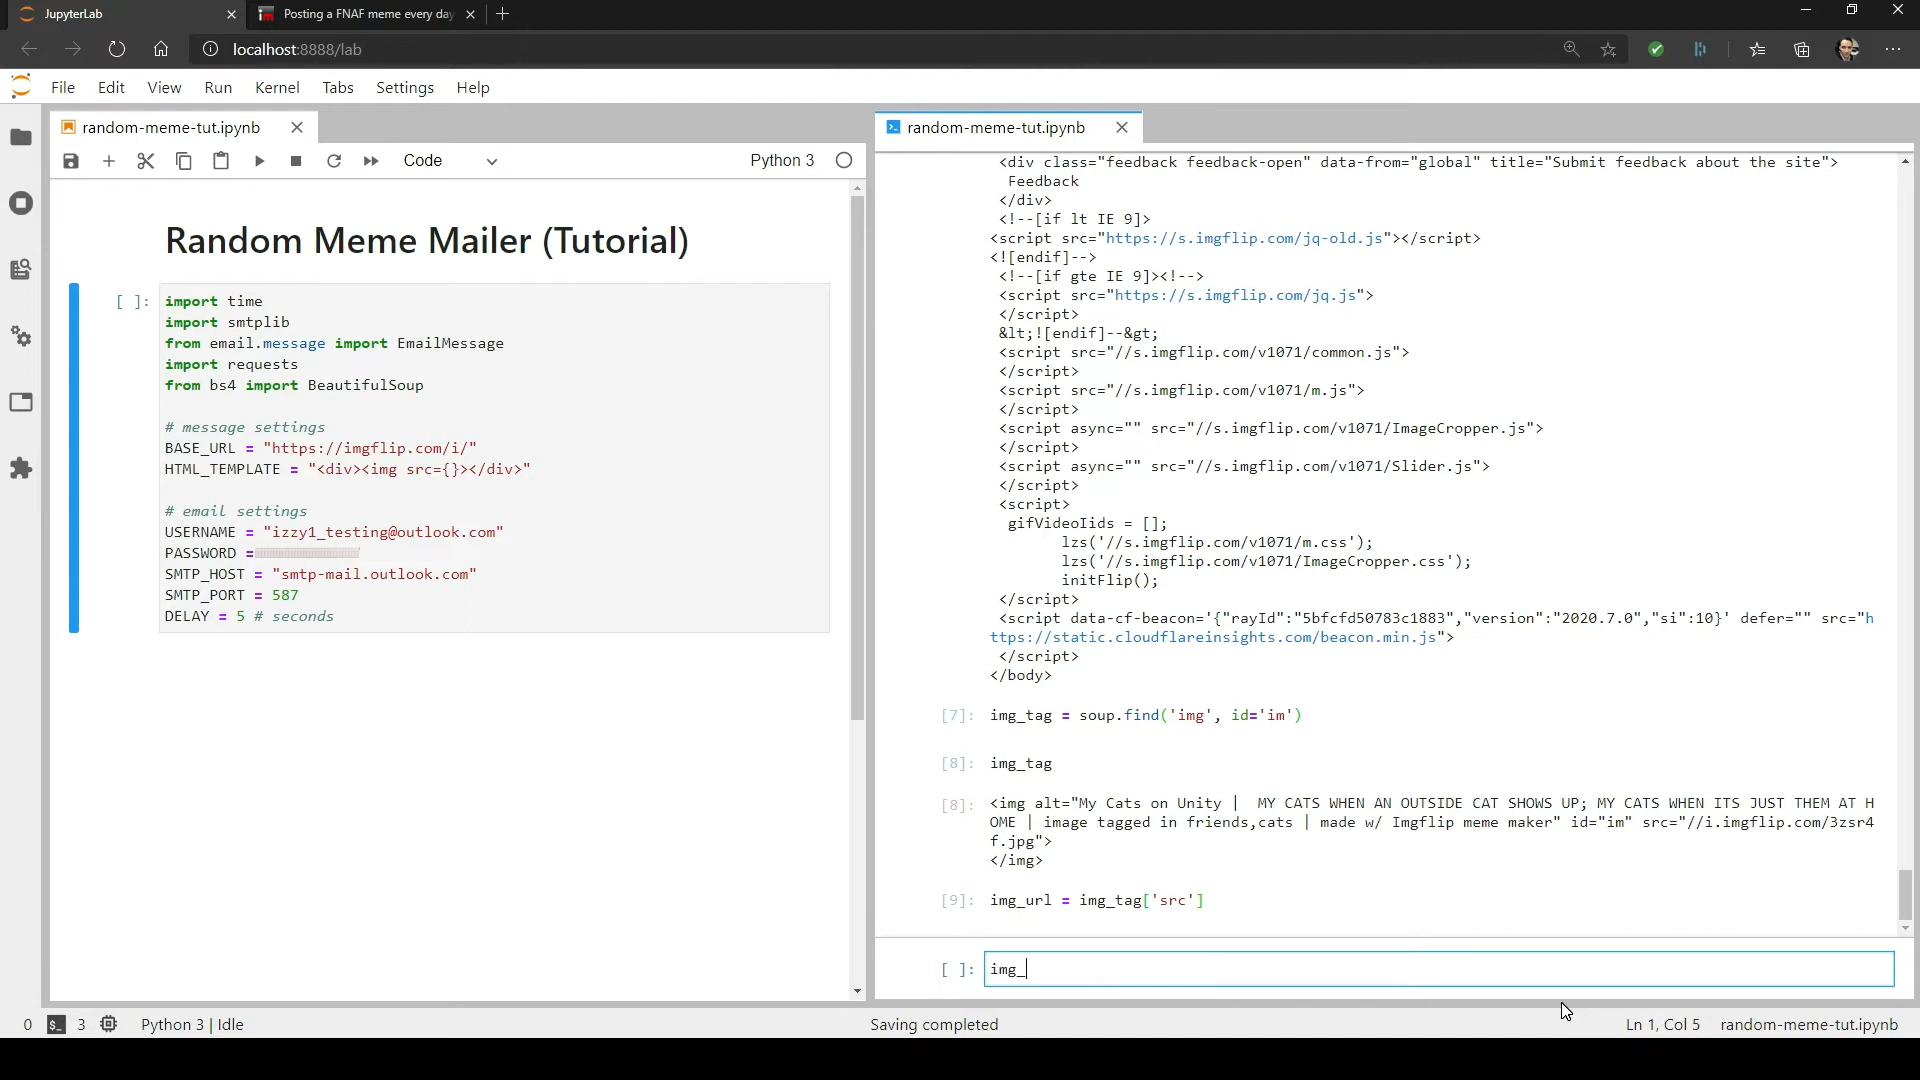 JupyterLab
Posting a FNAF meme every day
localhost:8888/lab
File Edit View Run Kernel Tabs Settings Help
random-meme-tut.ipynb
random-meme-tut.ipynb
Code
Python 3
Random Meme Mailer (Tutorial)
[ ]: import time
import smtplib
from email.message import EmailMessage
import requests
from bs4 import BeautifulSoup
# message settings
BASE_URL = "https://imgflip.com/i/"
HTML_TEMPLATE = "<div><img src={}></div>"
# email settings
USERNAME = "izzy1_testing@outlook.com"
PASSWORD =
SMTP_HOST = "smtp-mail.outlook.com"
SMTP_PORT = 587
DELAY = 5 # seconds
<div class="feedback feedback-open" data-from="global" title="Submit feedback about the site">
Feedback
</div>
<!--[if lt IE 9]>
<script src="https://s.imgflip.com/jq-old.js"></script>
<![endif]-->
<!--[if gte IE 9]><!-->
<script src="https://s.imgflip.com/jq.js">
</script>
&lt;![endif]--&gt;
<script src="//s.imgflip.com/v1071/common.js">
</script>
<script src="//s.imgflip.com/v1071/m.js">
</script>
<script async="" src="//s.imgflip.com/v1071/ImageCropper.js">
</script>
<script async="" src="//s.imgflip.com/v1071/Slider.js">
</script>
<script>
gifVideoIids = [];
lzs('//s.imgflip.com/v1071/m.css');
lzs('//s.imgflip.com/v1071/ImageCropper.css');
initFlip();
</script>
<script data-cf-beacon='{"rayId":"5bfcfd50783c1883","version":"2020.7.0","si":10}' defer="" src="h
ttps://static.cloudflareinsights.com/beacon.min.js">
</script>
</body>
[7]: img_tag = soup.find('img', id='im')
[8]: img_tag
[8]: <img alt="My Cats on Unity | MY CATS WHEN AN OUTSIDE CAT SHOWS UP; MY CATS WHEN ITS JUST THEM AT H
OME | image tagged in friends,cats | made w/ Imgflip meme maker" id="im" src="//i.imgflip.com/3zsr4
f.jpg">
</img>
[9]: img_url = img_tag['src']
[ ]: img_
0 $_ 3 Python 3 | Idle
Saving completed
Ln 1, Col 5 random-meme-tut.ipynb